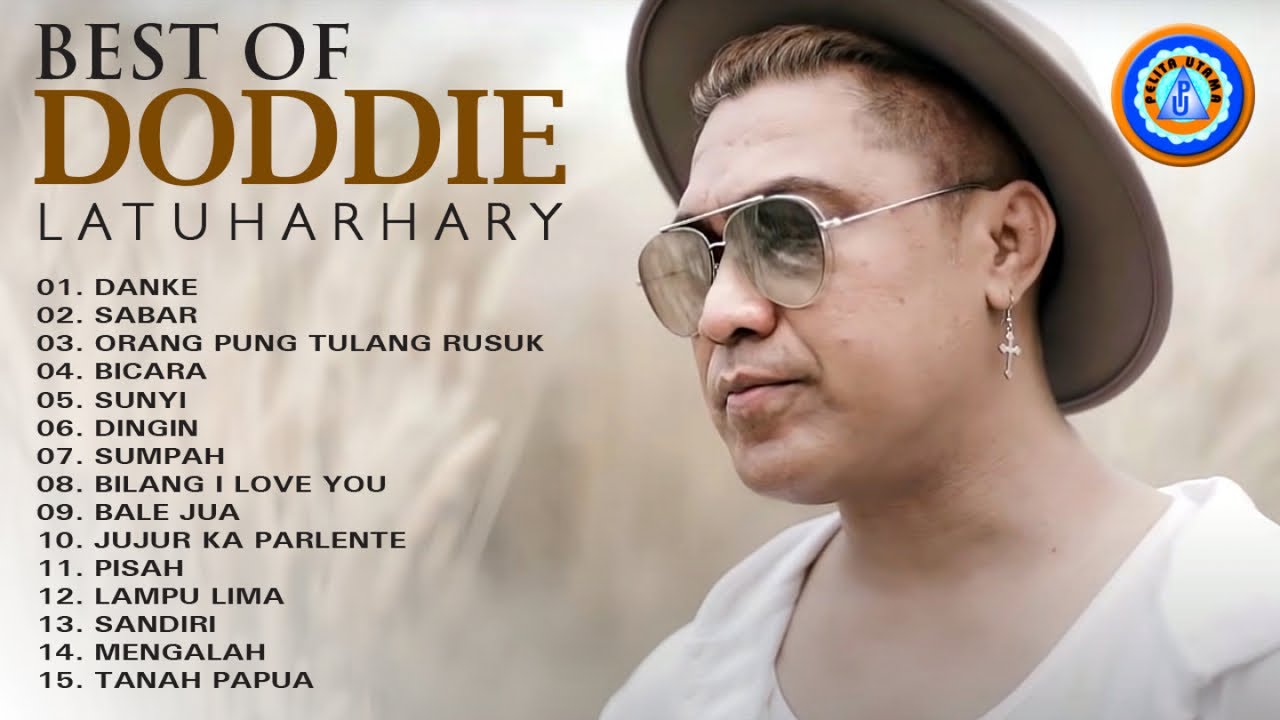 BEST OF
DODDIE
LATUHARHARY
01. DANKE
02. SABAR
03. ORANG PUNG TULANG RUSUK
04. BICARA
05. SUNYI
06. DINGIN
07. SUMPAH
08. BILANG I LOVE YOU
09. BALE JUA
10. JUJUR KA PARLENTE
11. PISAH
12. LAMPU LIMA
13. SANDIRI
14. MENGALAH
15. TANAH PAPUA
PELITA UTAMA
PU